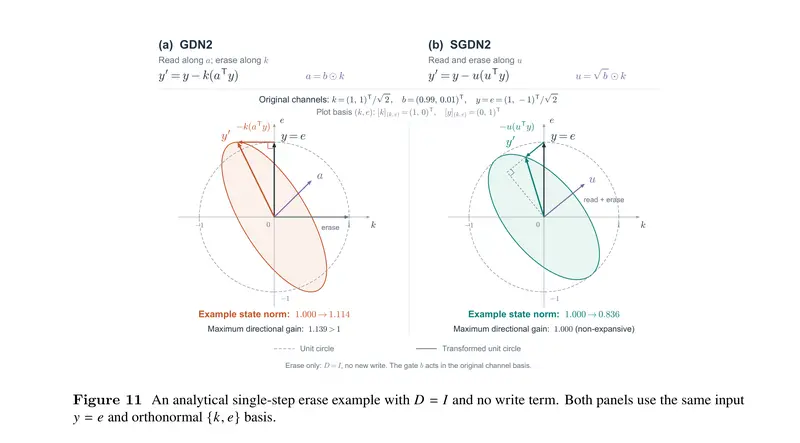 (a) GDN2
Read along a; erase along k
y′ = y − k(a⊤y)
a = b ⊙ k
(b) SGDN2
Read and erase along u
y′ = y − u(u⊤y)
u = √b ⊙ k
Original channels: k = (1, 1)⊤/√2, b = (0.99, 0.01)⊤, y = e = (1, −1)⊤/√2
Plot basis (k, e): [k](k,e) = (1, 0)⊤, [y](k,e) = (0, 1)⊤
−k(a⊤y)
e
y′
y = e
a
erase
−1
0
1
k
−1
−u(u⊤y)
e
y′
y = e
u
read + erase
−1
0
1
k
−1
Example state norm: 1.000 → 1.114
Maximum directional gain: 1.139 > 1
Example state norm: 1.000 → 0.836
Maximum directional gain: 1.000 (non-expansive)
Unit circle
Transformed unit circle
Erase only: D = I, no new write. The gate b acts in the original channel basis.
Figure 11 An analytical single-step erase example with D = I and no write term. Both panels use the same input
y = e and orthonormal {k, e} basis.